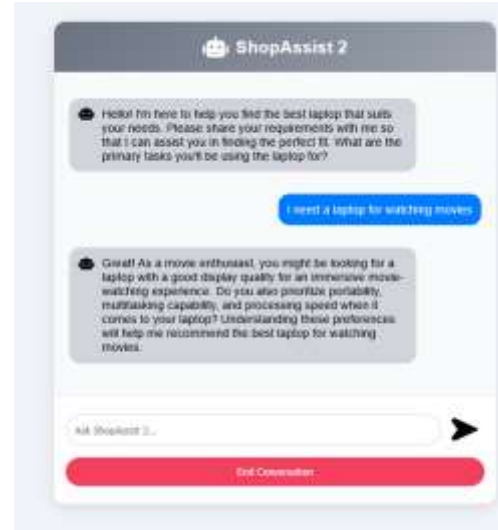 ShopAssist 2
Hello! I'm here to help you find the best laptop that suits
your needs. Please share your requirements with me so
that I can assist you in finding the perfect fit. What are the
primary tasks you'll be using the laptop for?
I need a laptop for watching movies
Great! As a movie enthusiast, you might be looking for a
laptop with a good display quality for an immersive movie-
watching experience. Do you also prioritize portability,
multitasking capability, and processing speed when it
comes to your laptop? Understanding these preferences
will help me recommend the best laptop for watching
movies.
Ask ShopAssist 2...
End Conversation